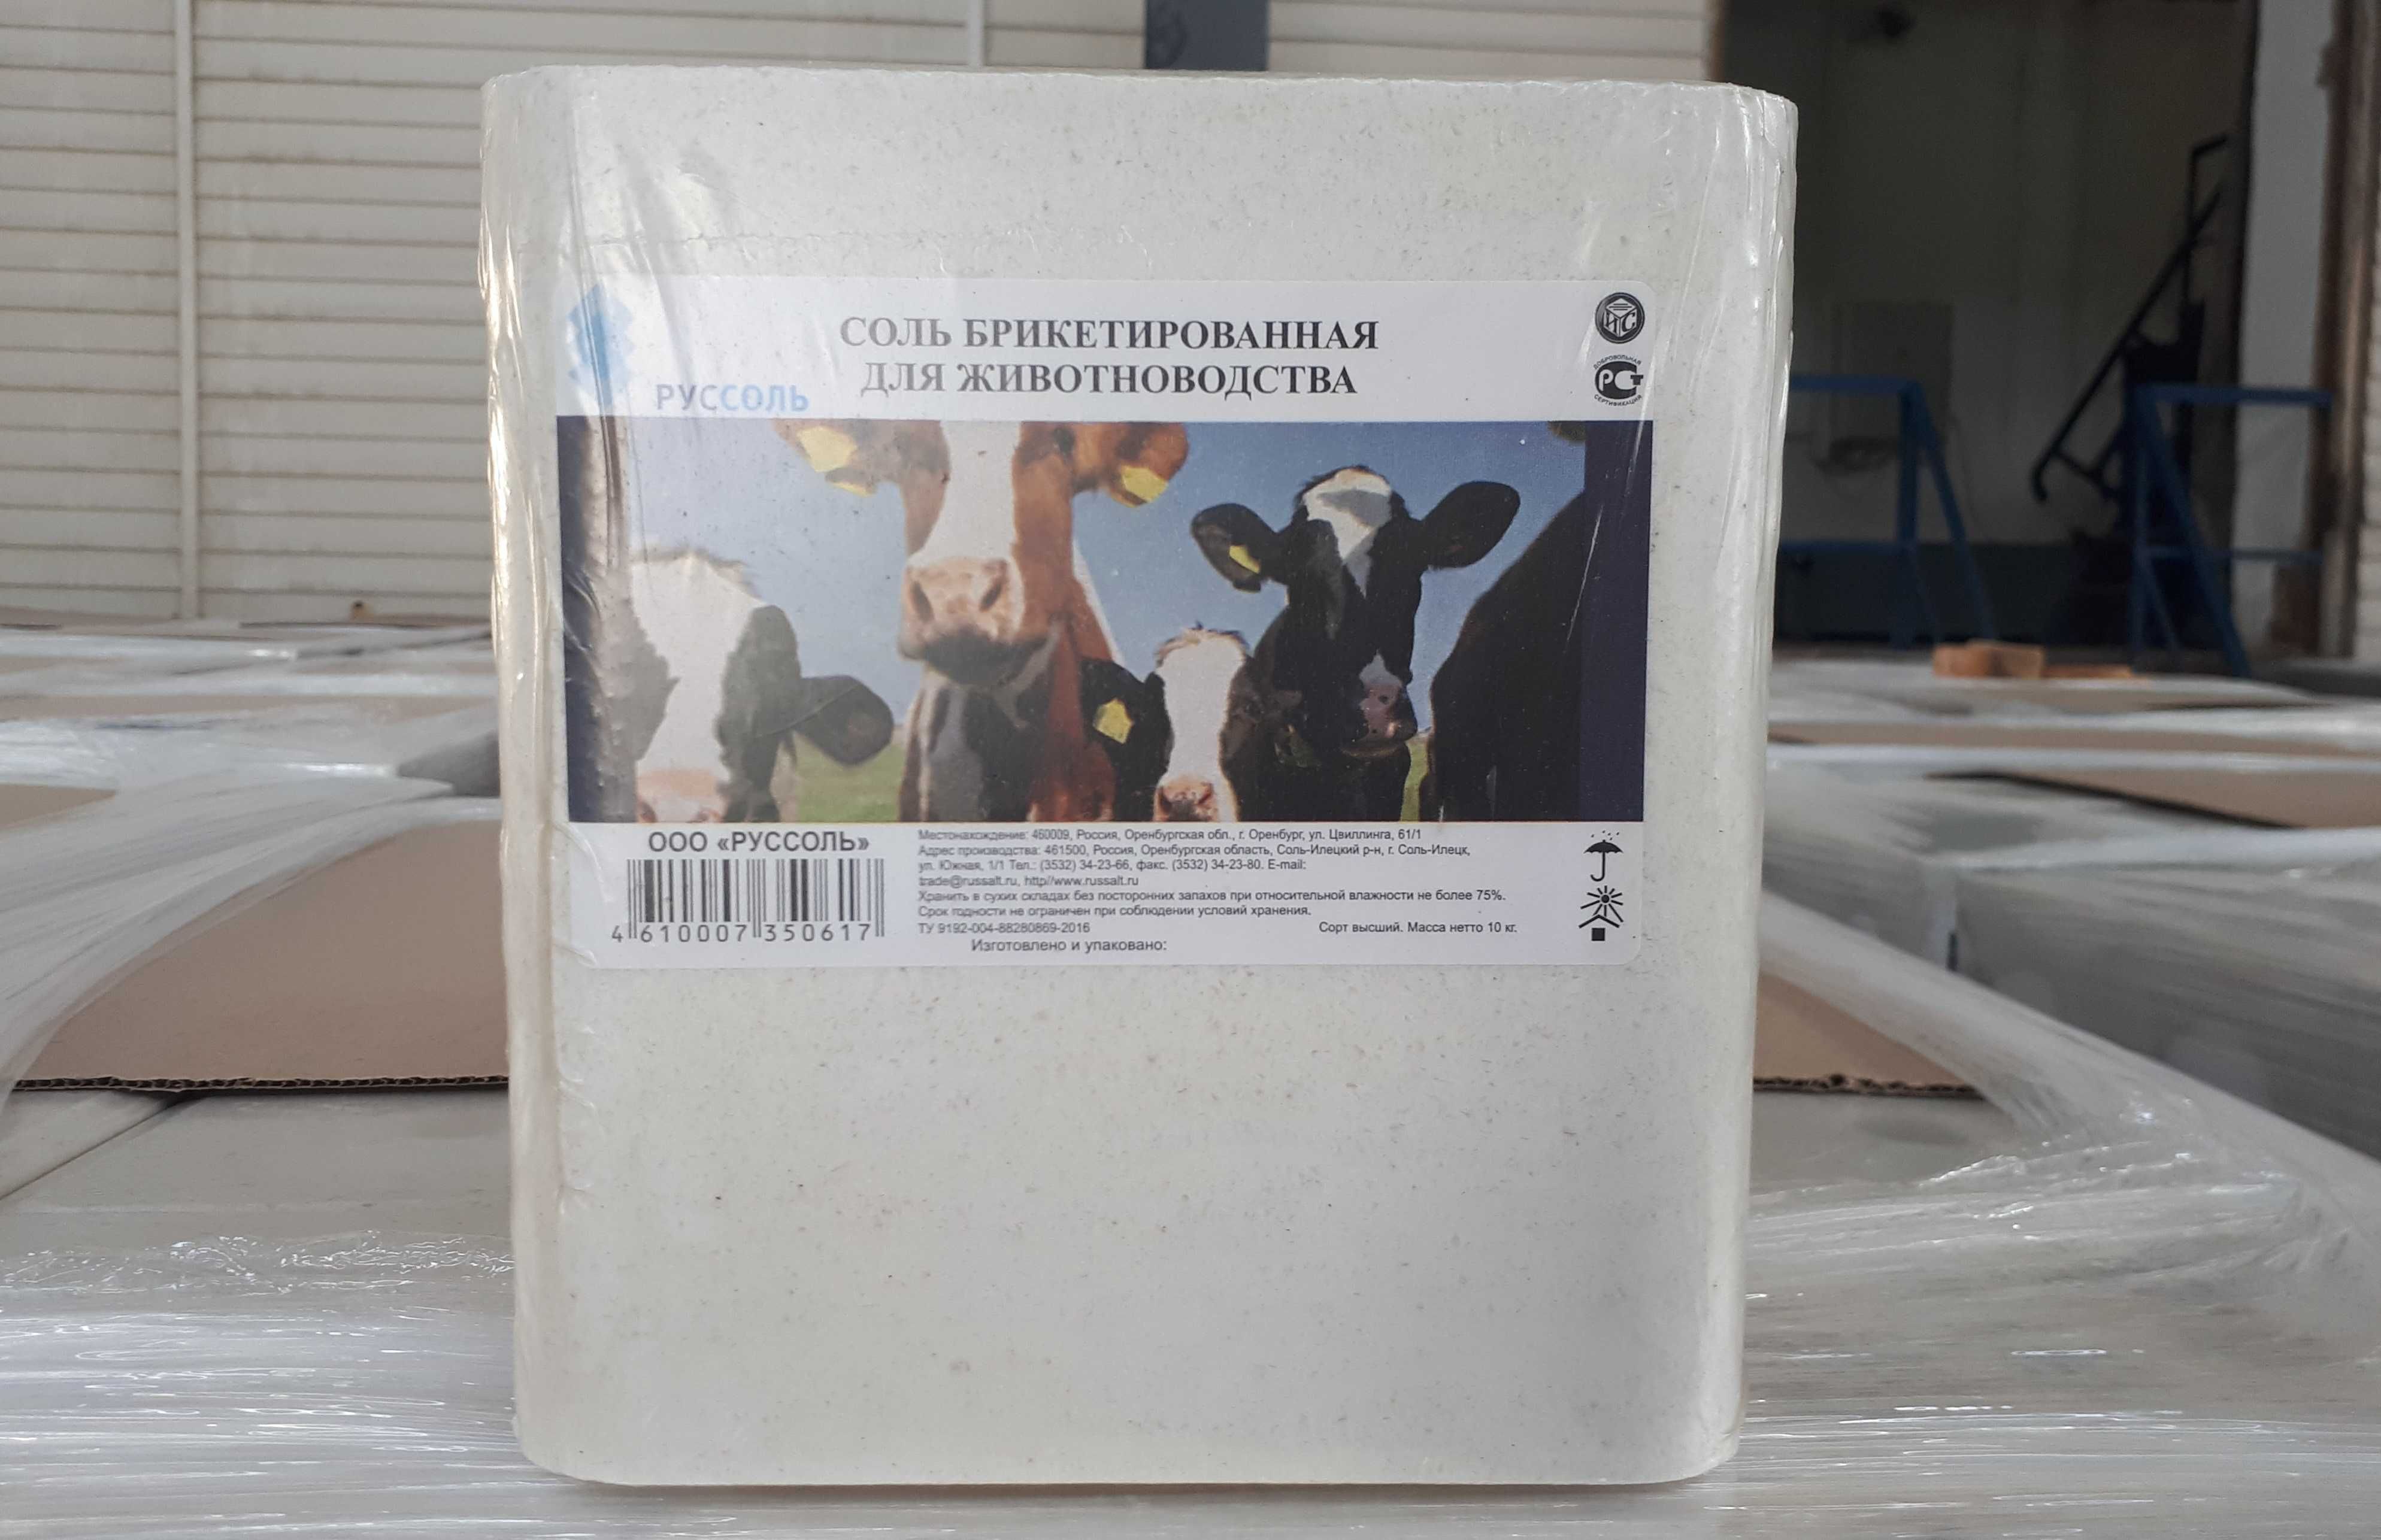 СОЛЬ БРИКЕТИРОВАННАЯ
ДЛЯ ЖИВОТНОВОДСТВА
РУССОЛЬ
ИТС
ДОБРОВОЛЬНАЯ
РСТ
СЕРТИФИКАЦИЯ
ООО «РУССОЛЬ»
4 610007 350617
Местонахождение: 460009, Россия, Оренбургская обл., г. Оренбург, ул. Цвиллинга, 61/1
Адрес производства: 461500, Россия, Оренбургская область, Соль-Илецкий р-н, г. Соль-Илецк,
ул. Южная, 1/1 Тел.: (3532) 34-23-66, факс. (3532) 34-23-80. E-mail:
trade@russalt.ru, http//www.russalt.ru
Хранить в сухих складах без посторонних запахов при относительной влажности не более 75%.
Срок годности не ограничен при соблюдении условий хранения.
ТУ 9192-004-88280869-2016 Сорт высший. Масса нетто 10 кг.
Изготовлено и упаковано: